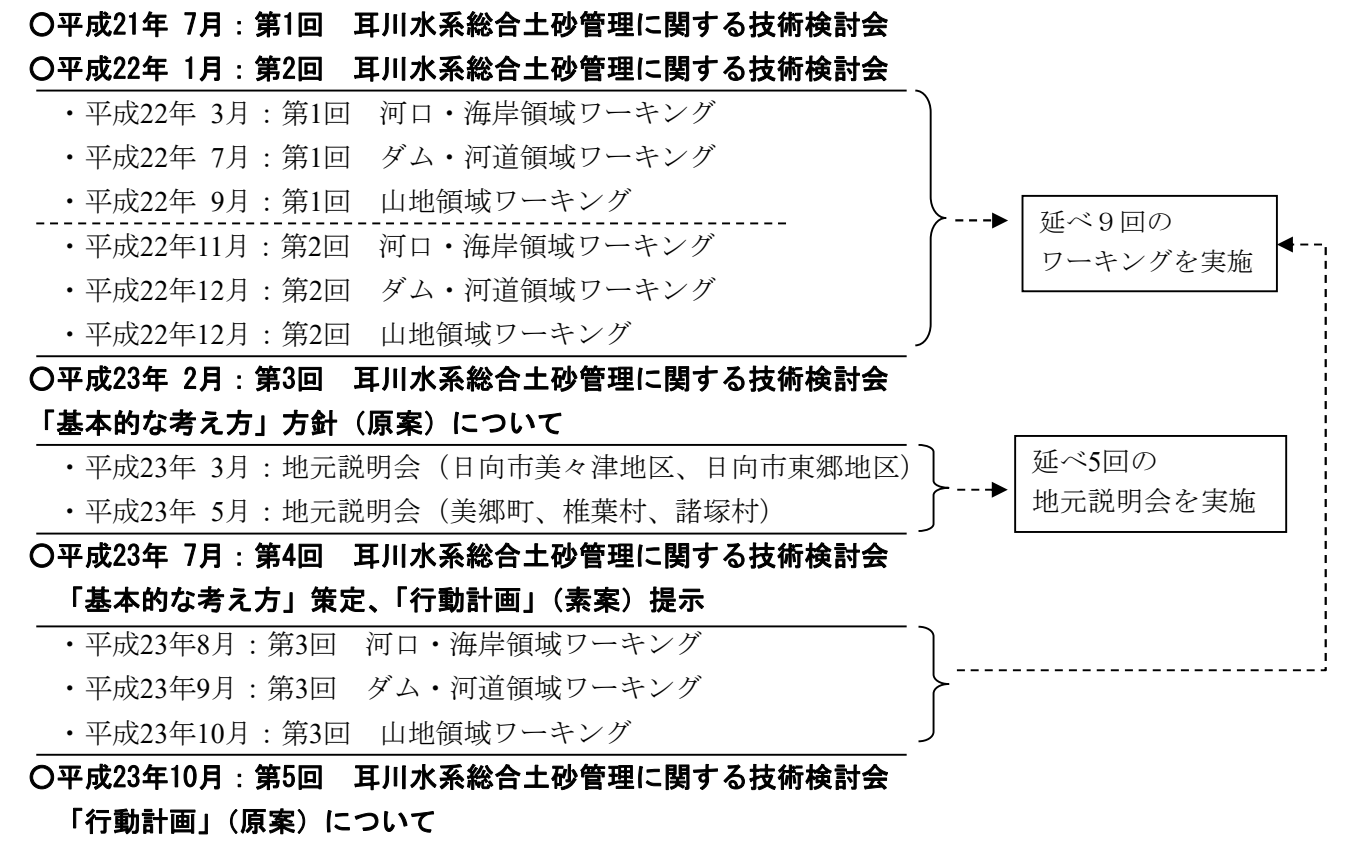 〇平成21年 7月：第1回　耳川水系総合土砂管理に関する技術検討会
〇平成22年 1月：第2回　耳川水系総合土砂管理に関する技術検討会
・平成22年 3月：第1回　河口・海岸領域ワーキング
・平成22年 7月：第1回　ダム・河道領域ワーキング
・平成22年 9月：第1回　山地領域ワーキング
・平成22年11月：第2回　河口・海岸領域ワーキング
・平成22年12月：第2回　ダム・河道領域ワーキング
・平成22年12月：第2回　山地領域ワーキング
延べ９回の
ワーキングを実施
〇平成23年 2月：第3回　耳川水系総合土砂管理に関する技術検討会
「基本的な考え方」方針（原案）について
・平成23年 3月：地元説明会（日向市美々津地区、日向市東郷地区）
・平成23年 5月：地元説明会（美郷町、椎葉村、諸塚村）
延べ5回の
地元説明会を実施
〇平成23年 7月：第4回　耳川水系総合土砂管理に関する技術検討会
「基本的な考え方」策定、「行動計画」（素案）提示
・平成23年8月：第3回　河口・海岸領域ワーキング
・平成23年9月：第3回　ダム・河道領域ワーキング
・平成23年10月：第3回　山地領域ワーキング
〇平成23年10月：第5回　耳川水系総合土砂管理に関する技術検討会
「行動計画」（原案）について